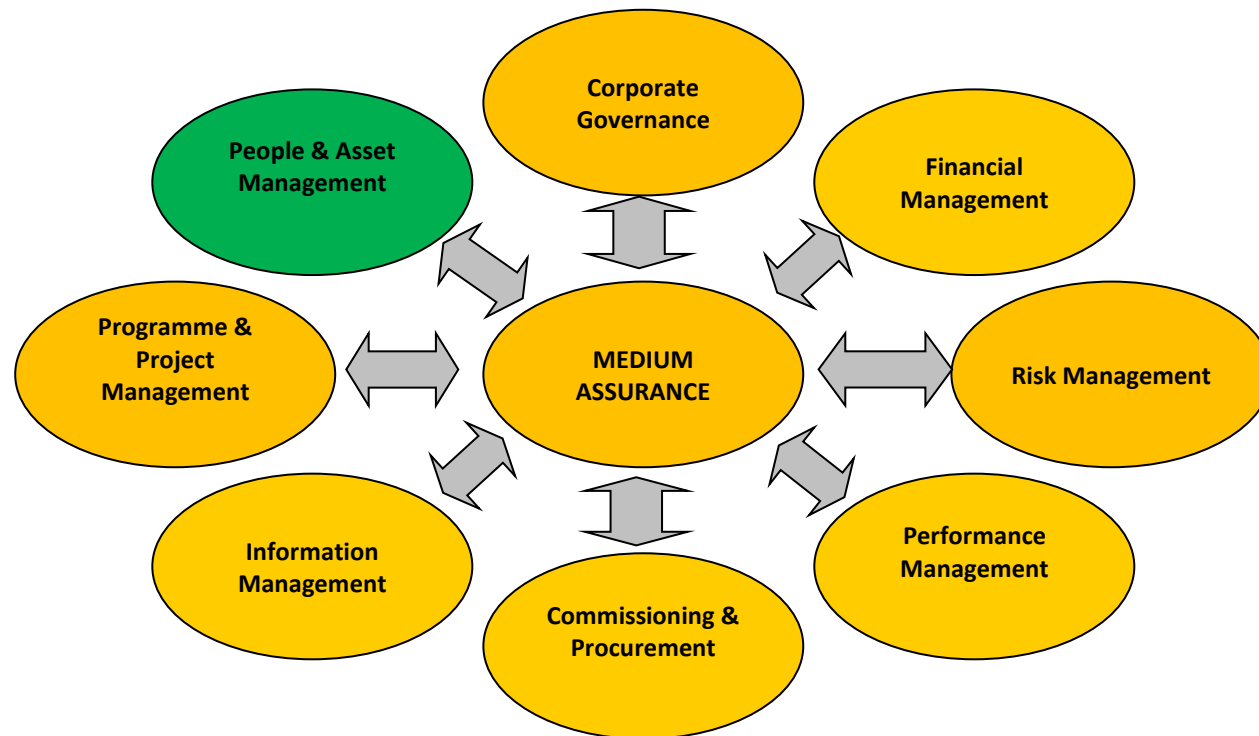 Corporate
Governance
People & Asset
Management
Financial
Management
Programme &
Project
Management
MEDIUM
ASSURANCE
Risk Management
Information
Management
Performance
Management
Commissioning &
Procurement